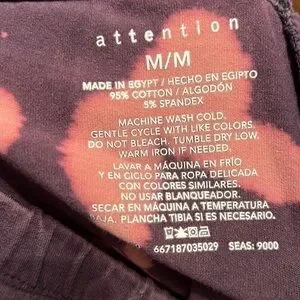 attention
M/M
MADE IN EGYPT / HECHO EN EGIPTO
95% COTTON / ALGODÓN
5% SPANDEX
MACHINE WASH COLD.
GENTLE CYCLE WITH LIKE COLORS.
DO NOT BLEACH. TUMBLE DRY LOW.
WARM IRON IF NEEDED.
LAVAR A MÁQUINA EN FRÍO
Y EN CICLO PARA ROPA DELICADA
CON COLORES SIMILARES.
NO USAR BLANQUEADOR.
SECAR EN MÁQUINA A TEMPERATURA
BAJA. PLANCHA TIBIA SI ES NECESARIO.
667187035029 SEAS: 9000